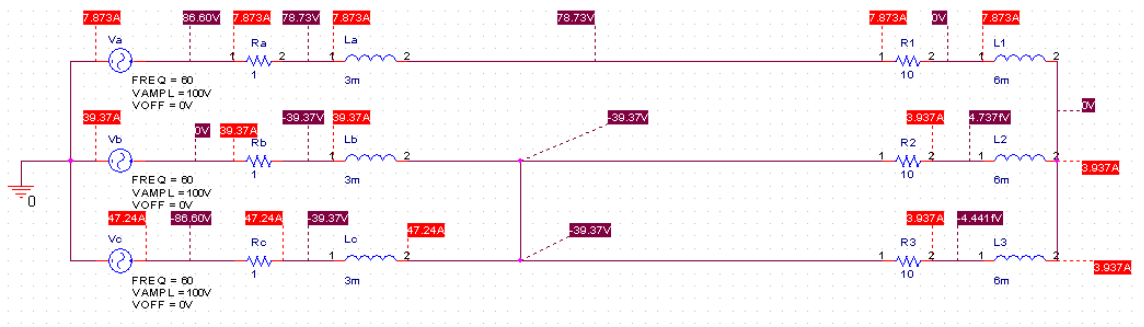 7.873A 86.60V 7.873A 78.73V 7.873A 78.73V 7.873A 0V 7.873A
Va Ra La R1 L1
1 2 1 2 1 2 1 2
1 3m 10 6m
FREQ = 60
VAMPL = 100V
VOFF = 0V
0V
39.37A 0V 39.37A -39.37V 39.37A -39.37V 3.937A 4.737fV
Vb Rb Lb R2 L2
1 2 1 2 1 2
1 3m 10 6m
3.937A
FREQ = 60
VAMPL = 100V
VOFF = 0V
0
47.24A -86.60V 47.24A -39.37V 47.24A -39.37V 3.937A -4.441fV
Vc Rc Lc R3 L3
1 2 1 2 1 2
1 3m 10 6m
3.937A
FREQ = 60
VAMPL = 100V
VOFF = 0V